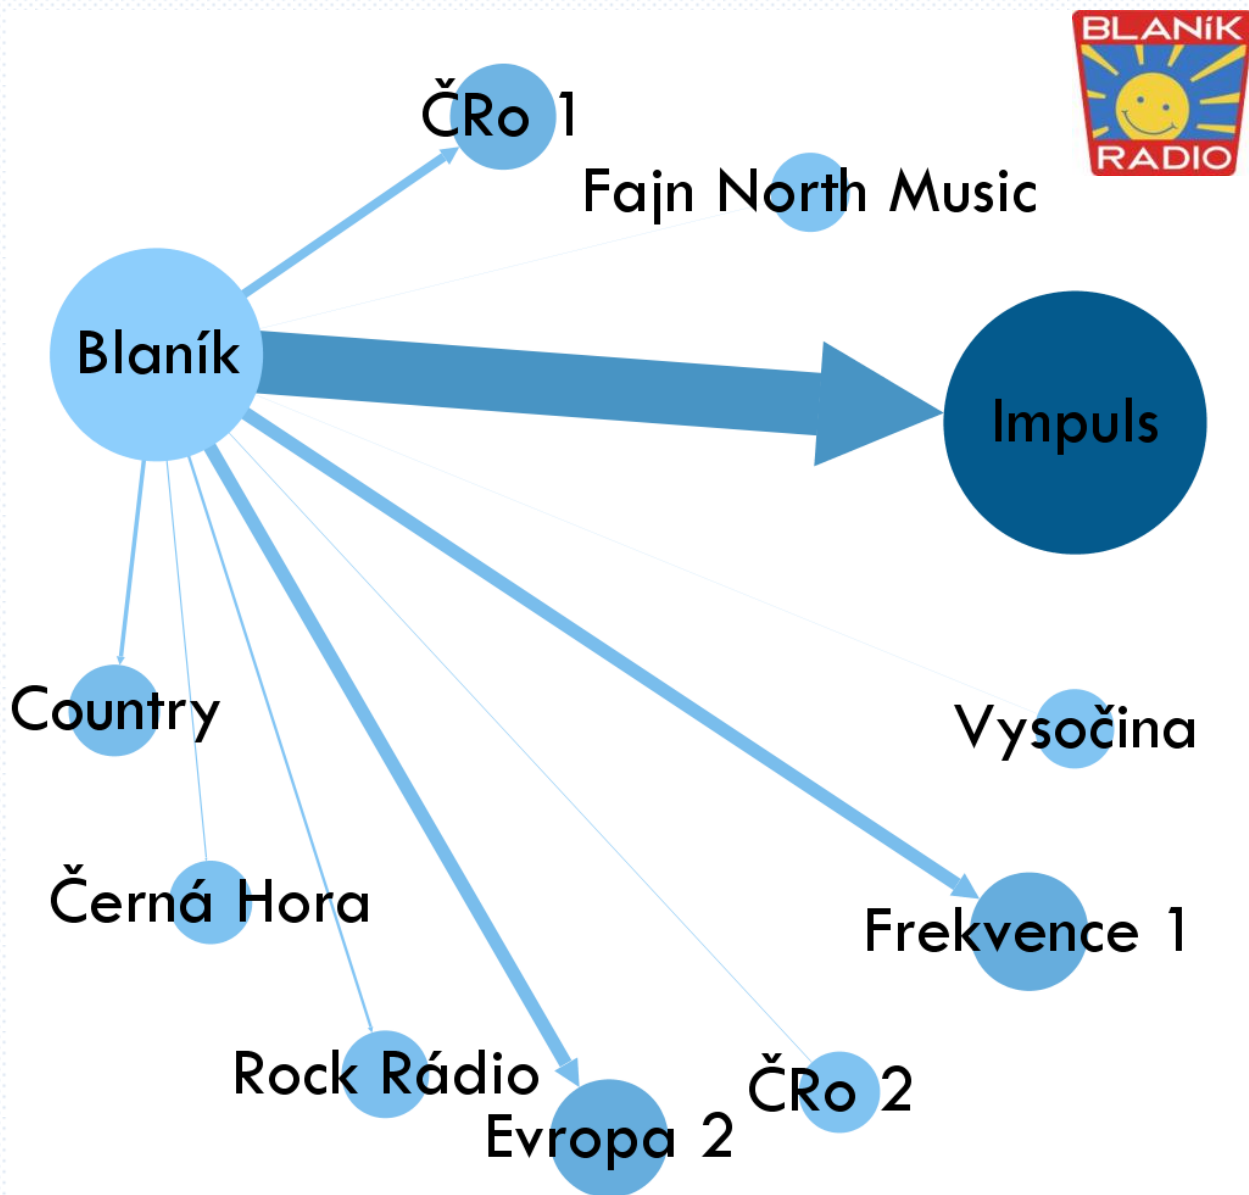 BLANíK
RADIO
ČRo 1
Fajn North Music
Blaník
Impuls
Country
Vysočina
Černá Hora
Frekvence 1
Rock Rádio
ČRo 2
Evropa 2